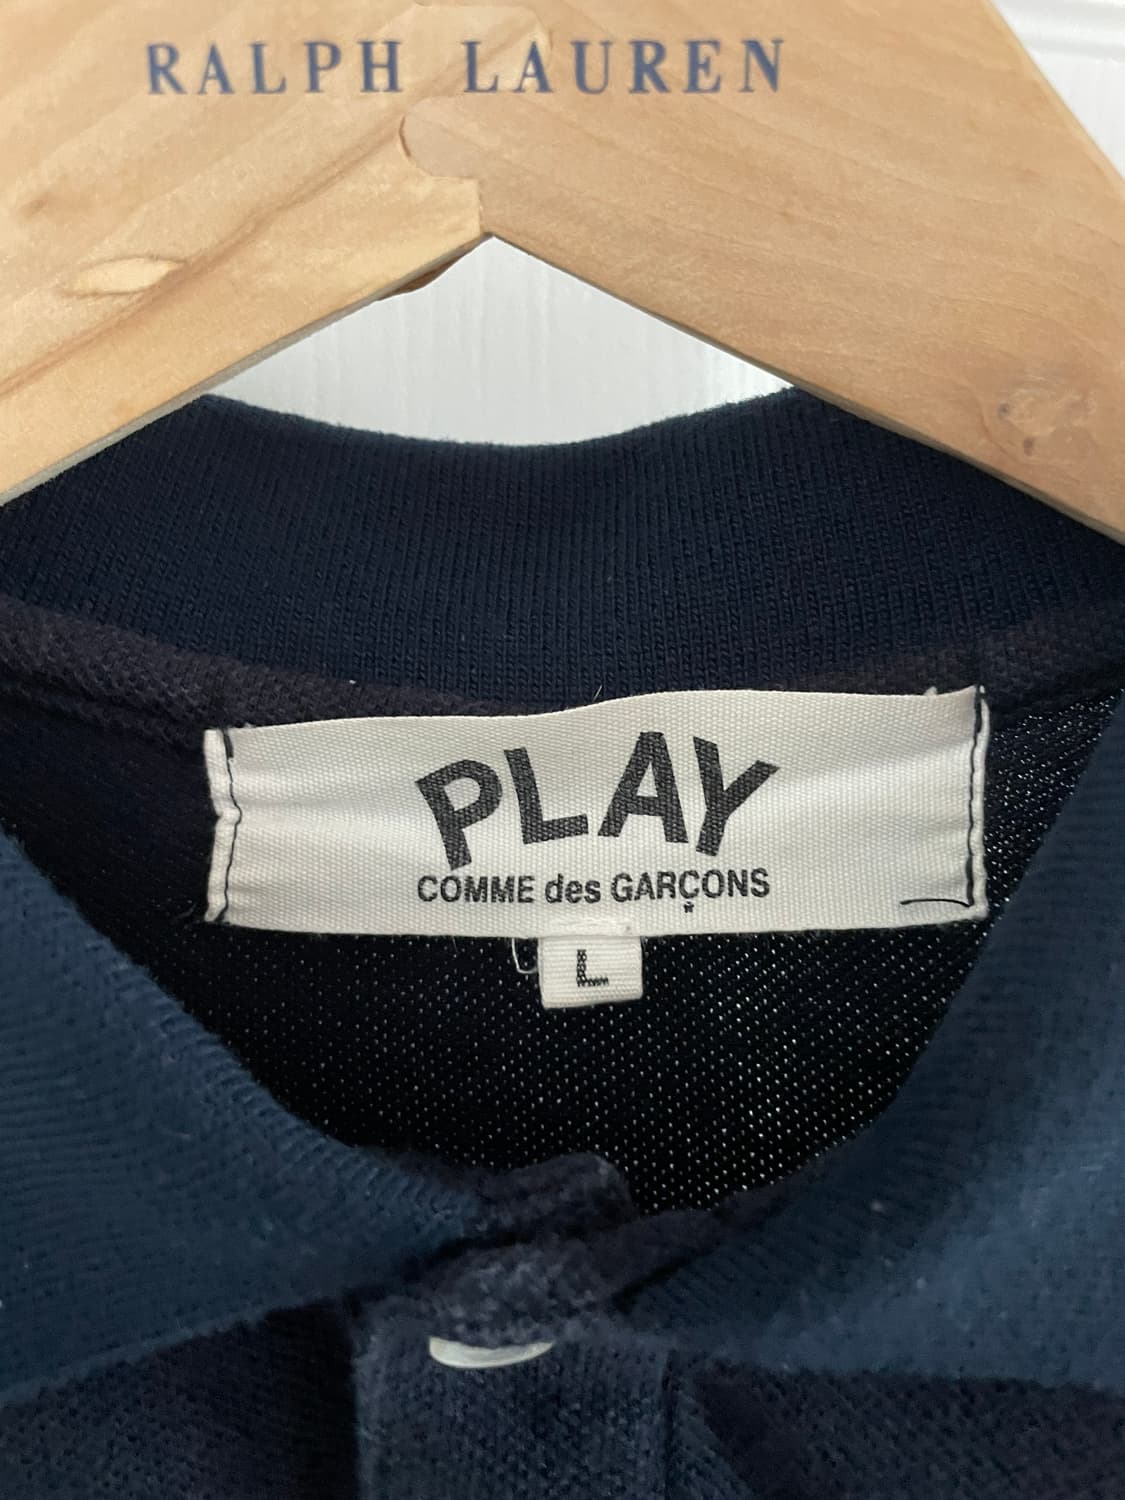 RALPH LAUREN
PLAY
COMME des GARÇONS
L